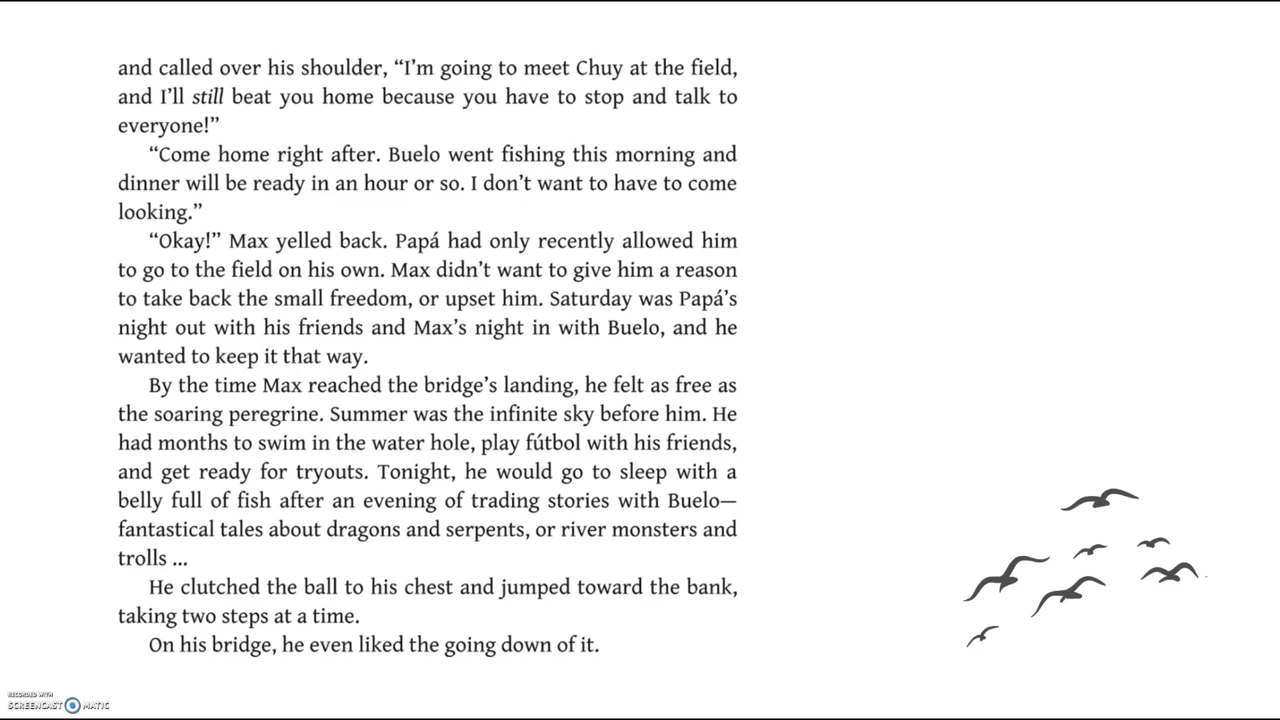 and called over his shoulder, “I’m going to meet Chuy at the field,
and I’ll still beat you home because you have to stop and talk to
everyone!”
“Come home right after. Buelo went fishing this morning and
dinner will be ready in an hour or so. I don’t want to have to come
looking.”
“Okay!” Max yelled back. Papá had only recently allowed him
to go to the field on his own. Max didn’t want to give him a reason
to take back the small freedom, or upset him. Saturday was Papá’s
night out with his friends and Max’s night in with Buelo, and he
wanted to keep it that way.
By the time Max reached the bridge’s landing, he felt as free as
the soaring peregrine. Summer was the infinite sky before him. He
had months to swim in the water hole, play fútbol with his friends,
and get ready for tryouts. Tonight, he would go to sleep with a
belly full of fish after an evening of trading stories with Buelo—
fantastical tales about dragons and serpents, or river monsters and
trolls ...
He clutched the ball to his chest and jumped toward the bank,
taking two steps at a time.
On his bridge, he even liked the going down of it.
RECORDED WITH
SCREENCAST MATIC